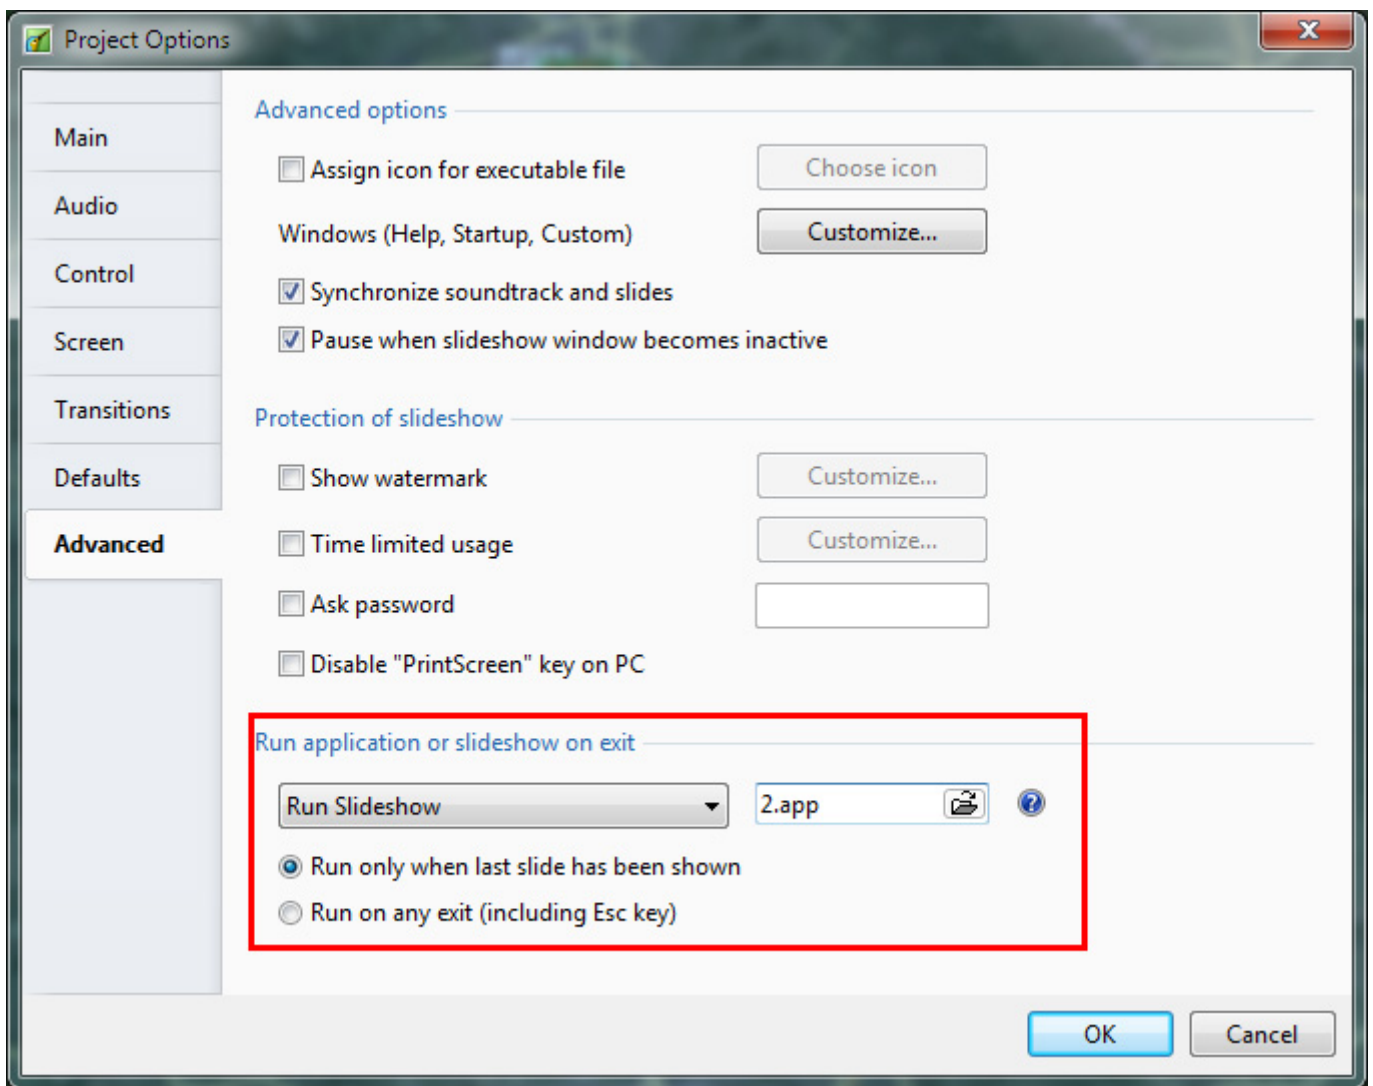 Project Options
Main
Audio
Control
Screen
Transitions
Defaults
Advanced
Advanced options
Assign icon for executable file
Choose icon
Windows (Help, Startup, Custom)
Customize...
Synchronize soundtrack and slides
Pause when slideshow window becomes inactive
Protection of slideshow
Show watermark
Customize...
Time limited usage
Customize...
Ask password
Disable "PrintScreen" key on PC
Run application or slideshow on exit
Run Slideshow
2.app
?
Run only when last slide has been shown
Run on any exit (including Esc key)
OK
Cancel